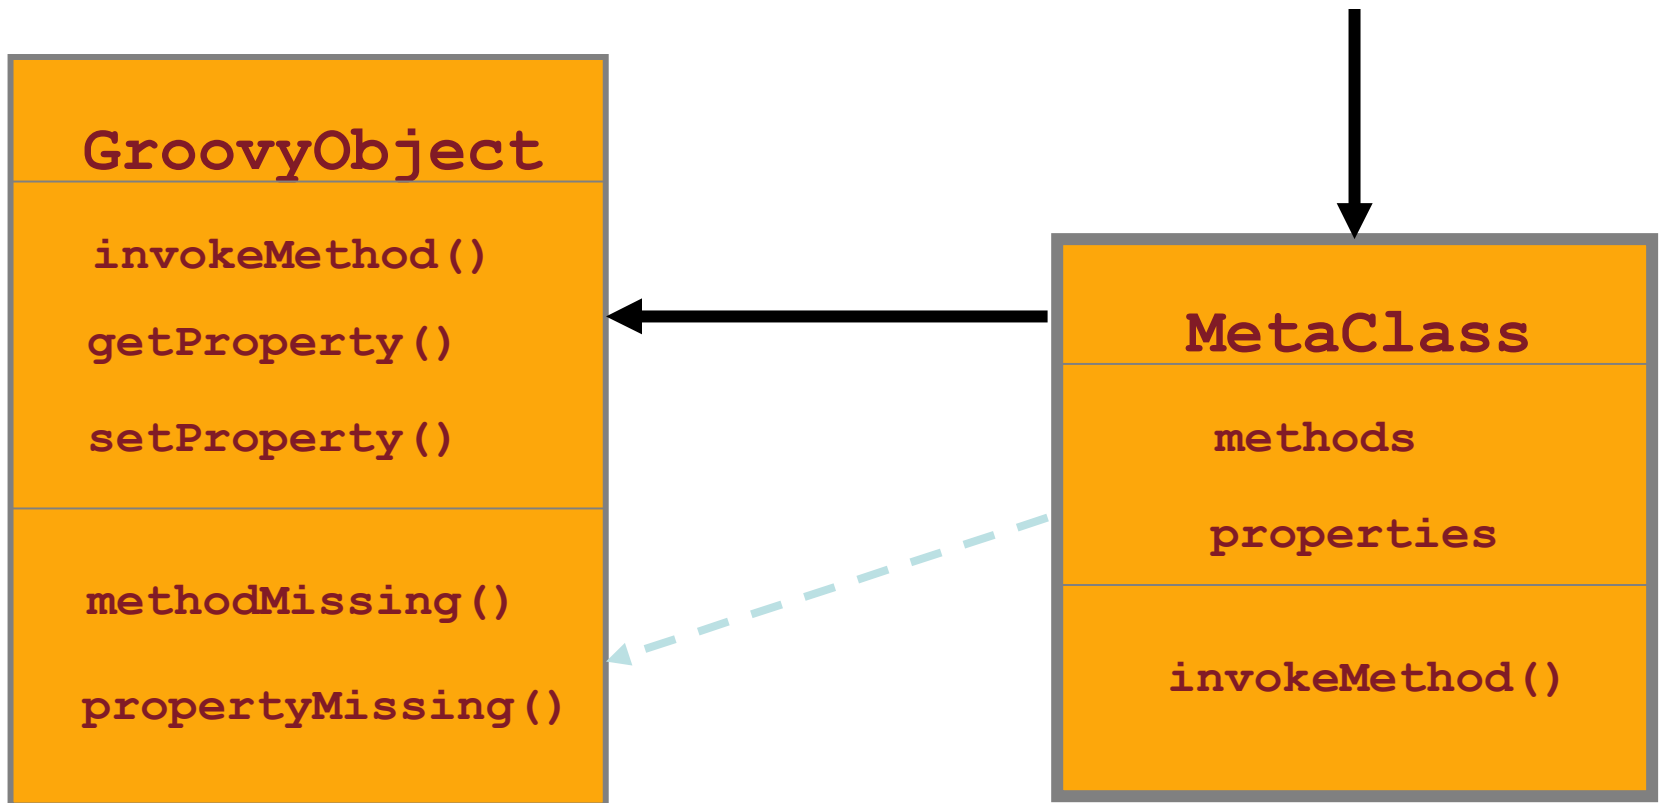 GroovyObject
invokeMethod()
getProperty()
setProperty()
methodMissing()
propertyMissing()
MetaClass
methods
properties
invokeMethod()